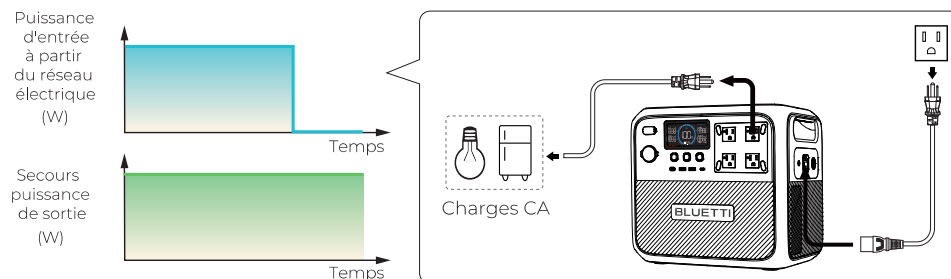 Puissance
d'entrée
à partir
du réseau
électrique
(W)
Temps
Secours
puissance
de sortie
(W)
Temps
Charges CA
BLUETTI